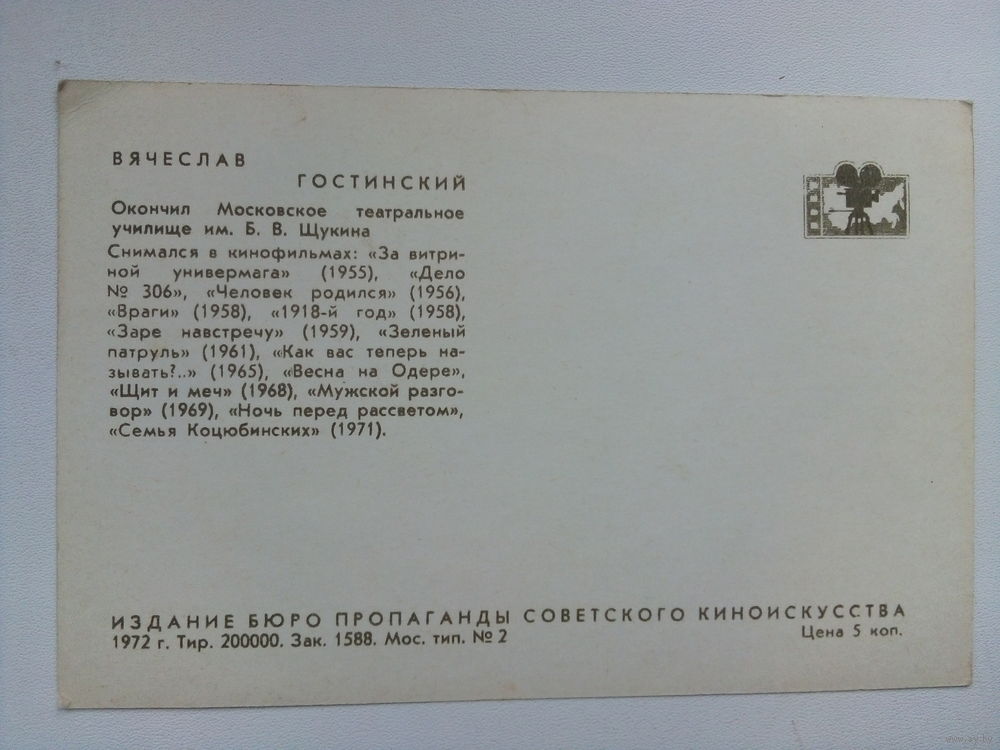 ВЯЧЕСЛАВ
ГОСТИНСКИЙ
Окончил Московское театральное
училище им. Б. В. Щукина
Снимался в кинофильмах: «За витри-
ной универмага» (1955), «Дело
№ 306», «Человек родился» (1956),
«Враги» (1958), «1918-й год» (1958),
«Заре навстречу» (1959), «Зеленый
патруль» (1961), «Как вас теперь на-
зывать?..» (1965), «Весна на Одере»,
«Щит и меч» (1968), «Мужской разго-
вор» (1969), «Ночь перед рассветом»,
«Семья Коцюбинских» (1971).
ИЗДАНИЕ БЮРО ПРОПАГАНДЫ СОВЕТСКОГО КИНОИСКУССТВА
1972 г. Тир. 200000. Зак. 1588. Мос. тип. № 2
Цена 5 коп.